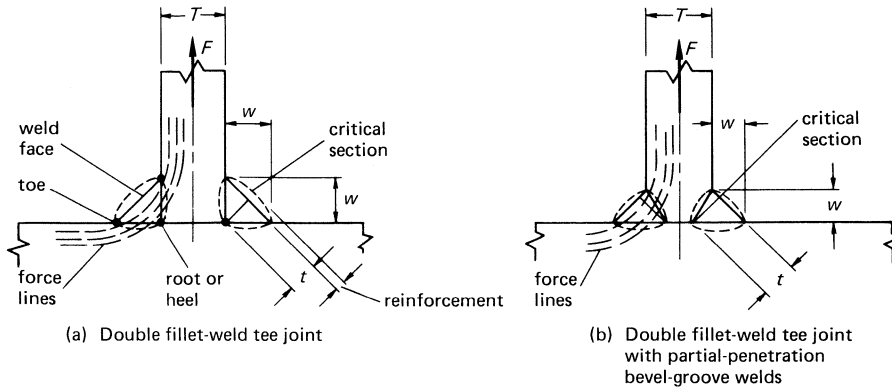 T
F
w
weld
face
critical
section
toe
w
force
lines
root or
heel
t
reinforcement
(a) Double fillet-weld tee joint
T
F
w
critical
section
w
force
lines
t
(b) Double fillet-weld tee joint
with partial-penetration
bevel-groove welds